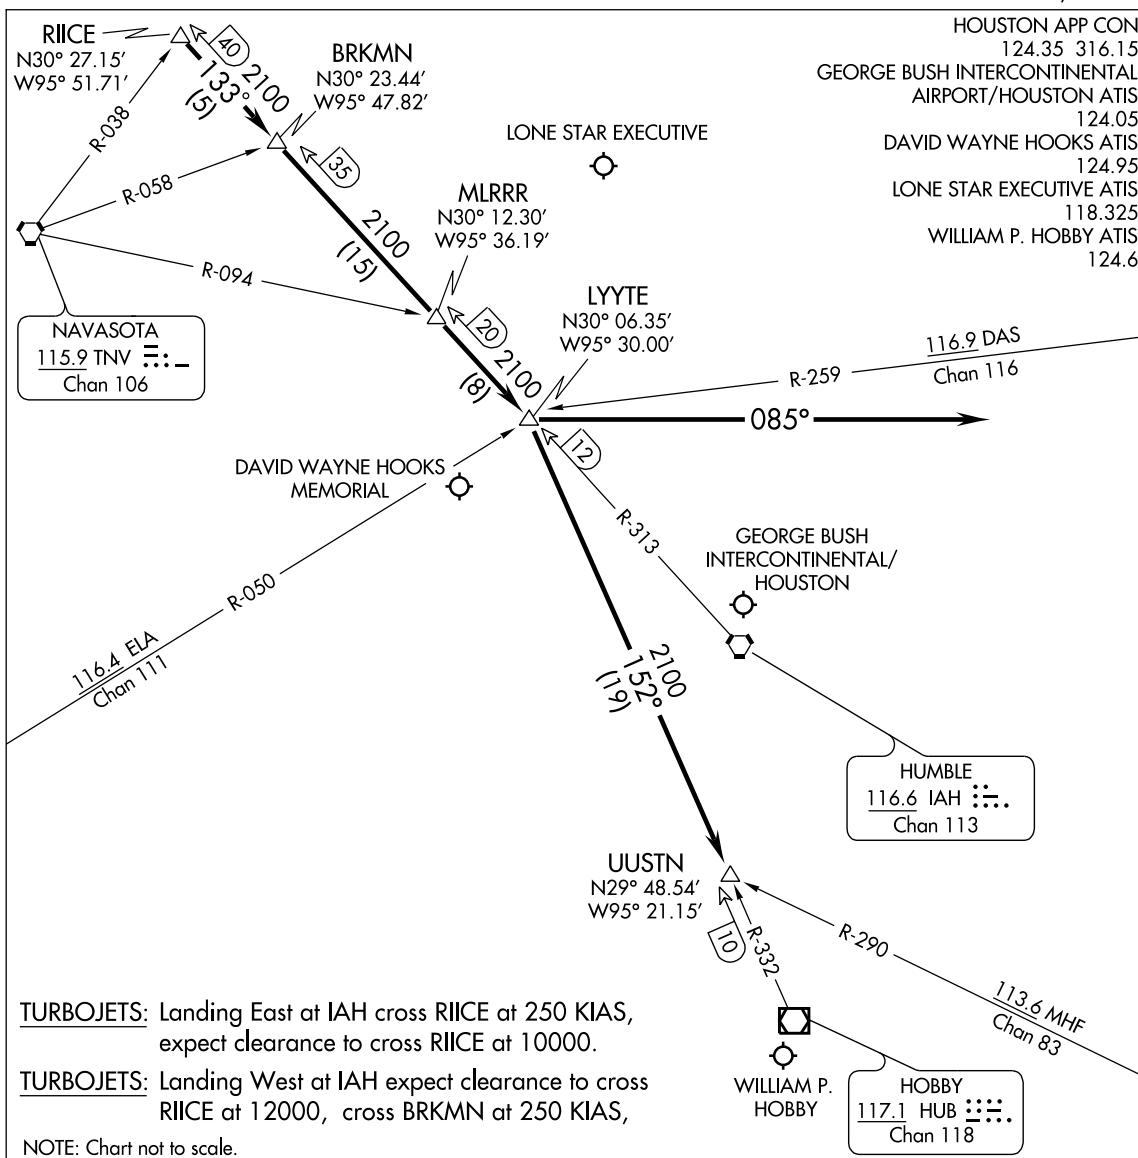 RIICE
N30° 27.15′
W95° 51.71′
40
2100
133°
(5)
BRKMN
N30° 23.44′
W95° 47.82′
HOUSTON APP CON
124.35 316.15
GEORGE BUSH INTERCONTINENTAL
AIRPORT/HOUSTON ATIS
124.05
DAVID WAYNE HOOKS ATIS
124.95
LONE STAR EXECUTIVE ATIS
118.325
WILLIAM P. HOBBY ATIS
124.6
R-038
R-058
R-094
35
LONE STAR EXECUTIVE
MLRRR
N30° 12.30′
W95° 36.19′
2100
(15)
NAVASOTA
115.9 TNV
Chan 106
20
2100
(8)
LYYTE
N30° 06.35′
W95° 30.00′
116.9 DAS
Chan 116
R-259
085°
12
R-313
DAVID WAYNE HOOKS
MEMORIAL
R-050
116.4 ELA
Chan 111
GEORGE BUSH
INTERCONTINENTAL/
HOUSTON
2100
152°
(19)
HUMBLE
116.6 IAH
Chan 113
UUSTN
N29° 48.54′
W95° 21.15′
10
R-332
R-290
113.6 MHF
Chan 83
WILLIAM P.
HOBBY
HOBBY
117.1 HUB
Chan 118
TURBOJETS: Landing East at IAH cross RIICE at 250 KIAS,
expect clearance to cross RIICE at 10000.
TURBOJETS: Landing West at IAH expect clearance to cross
RIICE at 12000, cross BRKMN at 250 KIAS,
NOTE: Chart not to scale.